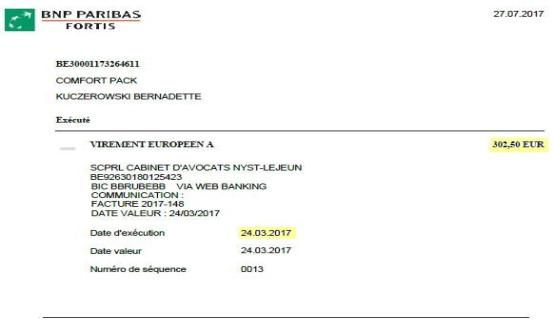 BNP PARIBAS
FORTIS
27.07.2017
BE30001173264611
COMFORT PACK
KUCZEROWSKI BERNADETTE
Exécuté
VIREMENT EUROPEEN A 302,50 EUR
SCPRL CABINET D'AVOCATS NYST-LEJEUN
BE92630180125423
BIC BBRUBEBB VIA WEB BANKING
COMMUNICATION :
FACTURE 2017-148
DATE VALEUR : 24/03/2017
Date d'exécution 24.03.2017
Date valeur 24.03.2017
Numéro de séquence 0013